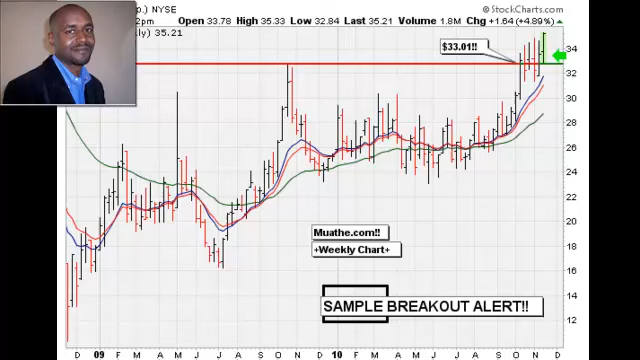 p.) NYSE
© StockCharts.com
2pm Open 33.78 High 35.33 Low 32.84 Last 35.21 Volume 1.8M Chg +1.64 (+4.89%)
ly) 35.21
$33.01!!
34
32
30
28
26
24
22
20
18
16
14
12
Muathe.com!!
+Weekly Chart+
SAMPLE BREAKOUT ALERT!!
D 09 F M A M J J A S O N D 10 F M A M J J A S O N D